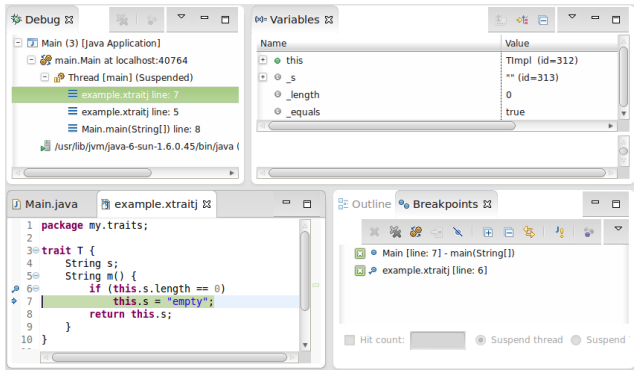 Debug
Main (3) [Java Application]
main.Main at localhost:40764
Thread [main] (Suspended)
example.xtraitj line: 7
example.xtraitj line: 5
Main.main(String[]) line: 8
/usr/lib/jvm/java-6-sun-1.6.0.45/bin/java (
(x)= Variables
Name Value
this TImpl (id=312)
_s "" (id=313)
_length 0
_equals true
Main.java example.xtraitj
1 package my.traits;
2
3 trait T {
4 String s;
5 String m() {
6 if (this.s.length == 0)
7 this.s = "empty";
8 return this.s;
9 }
10 }
Outline Breakpoints
Main [line: 7] - main(String[])
example.xtraitj [line: 6]
Hit count: Suspend thread Suspend